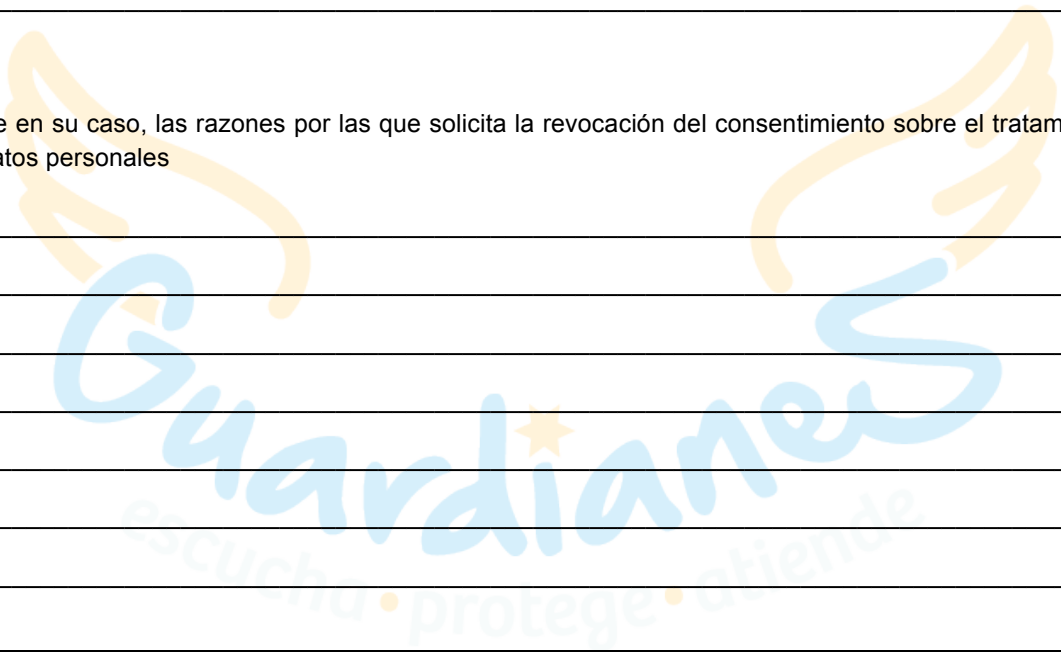 e en su caso, las razones por las que solicita la revocación del consentimiento sobre el tratam
atos personales
Guardianes
escucha • protege • atiende